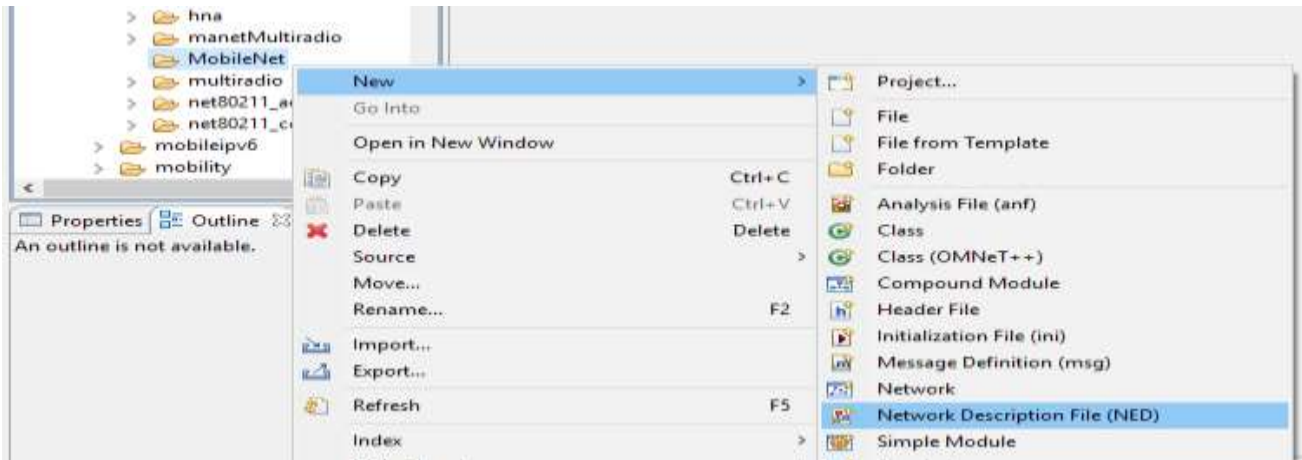 hna
manetMultiradio
MobileNet
multiradio
mobileipv6
mobility
Properties
Outline
An outline is not available.
New
Go Into
Open in New Window
Copy Ctrl+C
Paste Ctrl+V
Delete Delete
Source
Move...
Rename... F2
Import...
Export...
Refresh F5
Index
Project...
File
File from Template
Folder
Analysis File (anf)
Class
Class (OMNeT++)
Compound Module
Header File
Initialization File (ini)
Message Definition (msg)
Network
Network Description File (NED)
Simple Module